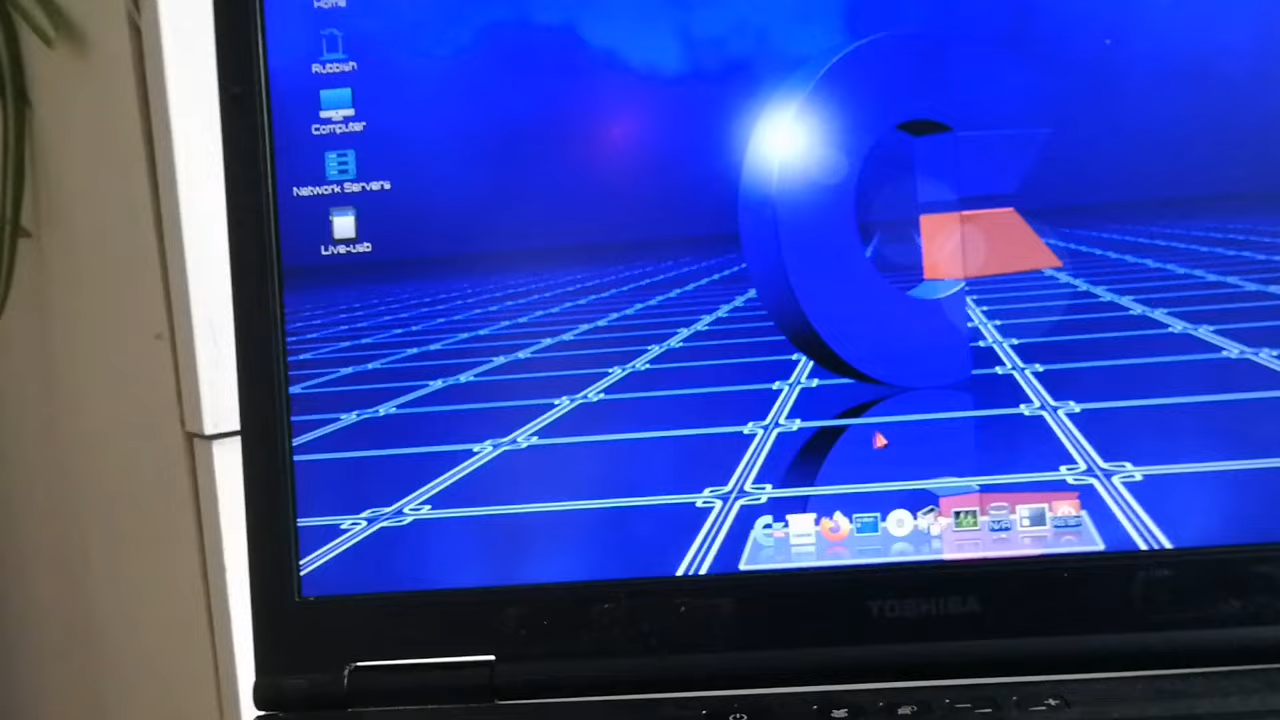 Home
Rubbish
Computer
Network Servers
Live-usb
N/A
TOSHIBA